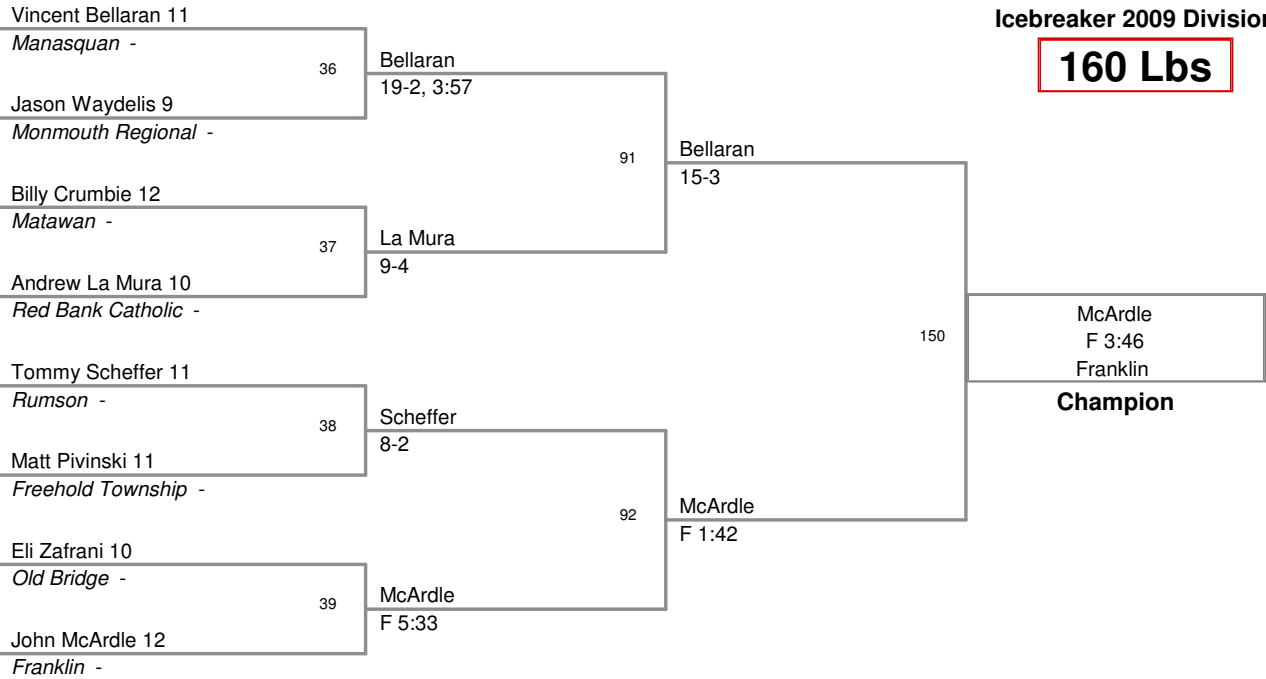 Icebreaker 2009 Division
160 Lbs
Vincent Bellaran 11
Manasquan -
36
Jason Waydelis 9
Monmouth Regional -
Bellaran
19-2, 3:57
Billy Crumbie 12
Matawan -
37
Andrew La Mura 10
Red Bank Catholic -
La Mura
9-4
91
Bellaran
15-3
Tommy Scheffer 11
Rumson -
38
Matt Pivinski 11
Freehold Township -
Scheffer
8-2
Eli Zafrani 10
Old Bridge -
39
John McArdle 12
Franklin -
McArdle
F 5:33
92
McArdle
F 1:42
150
McArdle
F 3:46
Franklin
Champion